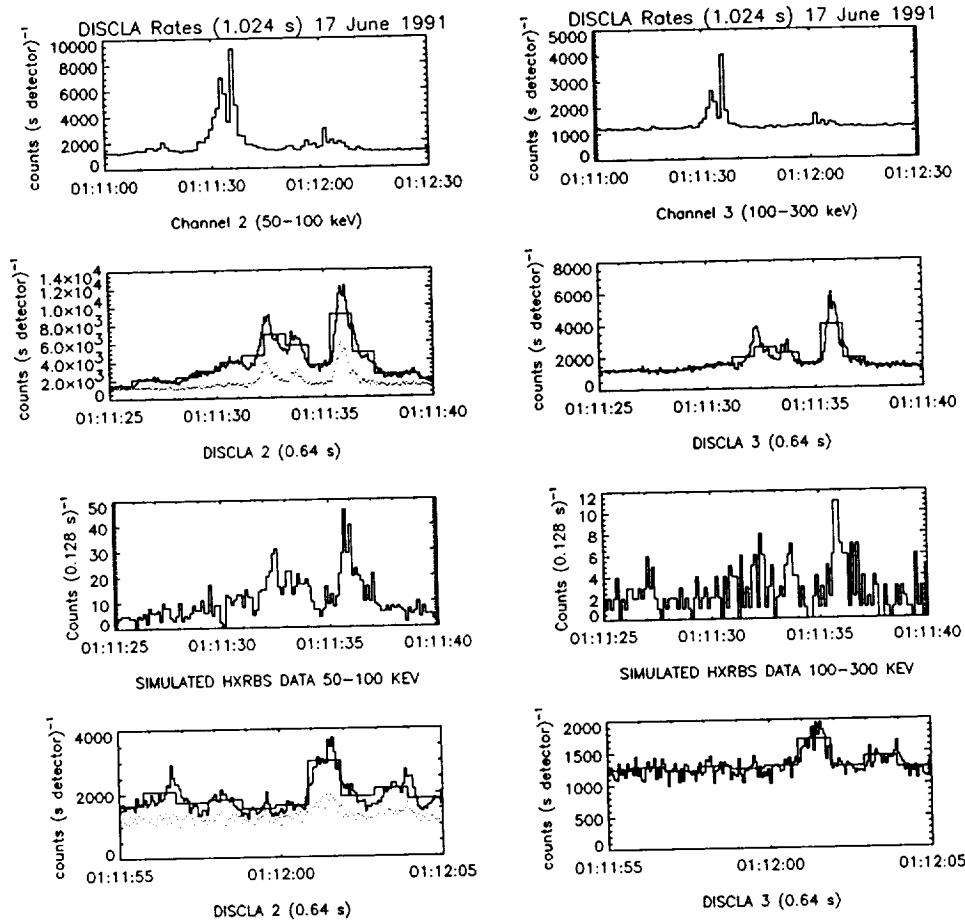 DISCLA Rates (1.024 s) 17 June 1991
counts (s detector)⁻¹
10000
8000
6000
4000
2000
0
01:11:00 01:11:30 01:12:00 01:12:30
Channel 2 (50-100 keV)
DISCLA Rates (1.024 s) 17 June 1991
counts (s detector)⁻¹
5000
4000
3000
2000
1000
0
01:11:00 01:11:30 01:12:00 01:12:30
Channel 3 (100-300 keV)
counts (s detector)⁻¹
1.4×10⁴
1.2×10⁴
1.0×10⁴
8.0×10³
6.0×10³
4.0×10³
2.0×10³
0
01:11:25 01:11:30 01:11:35 01:11:40
DISCLA 2 (0.64 s)
counts (s detector)⁻¹
8000
6000
4000
2000
0
01:11:25 01:11:30 01:11:35 01:11:40
DISCLA 3 (0.64 s)
Counts (0.128 s)⁻¹
50
40
30
20
10
0
01:11:25 01:11:30 01:11:35 01:11:40
SIMULATED HXRBS DATA 50-100 KEV
Counts (0.128 s)⁻¹
12
10
8
6
4
2
0
01:11:25 01:11:30 01:11:35 01:11:40
SIMULATED HXRBS DATA 100-300 KEV
counts (s detector)⁻¹
4000
2000
0
01:11:55 01:12:00 01:12:05
DISCLA 2 (0.64 s)
counts (s detector)⁻¹
2000
1500
1000
500
0
01:11:55 01:12:00 01:12:05
DISCLA 3 (0.64 s)